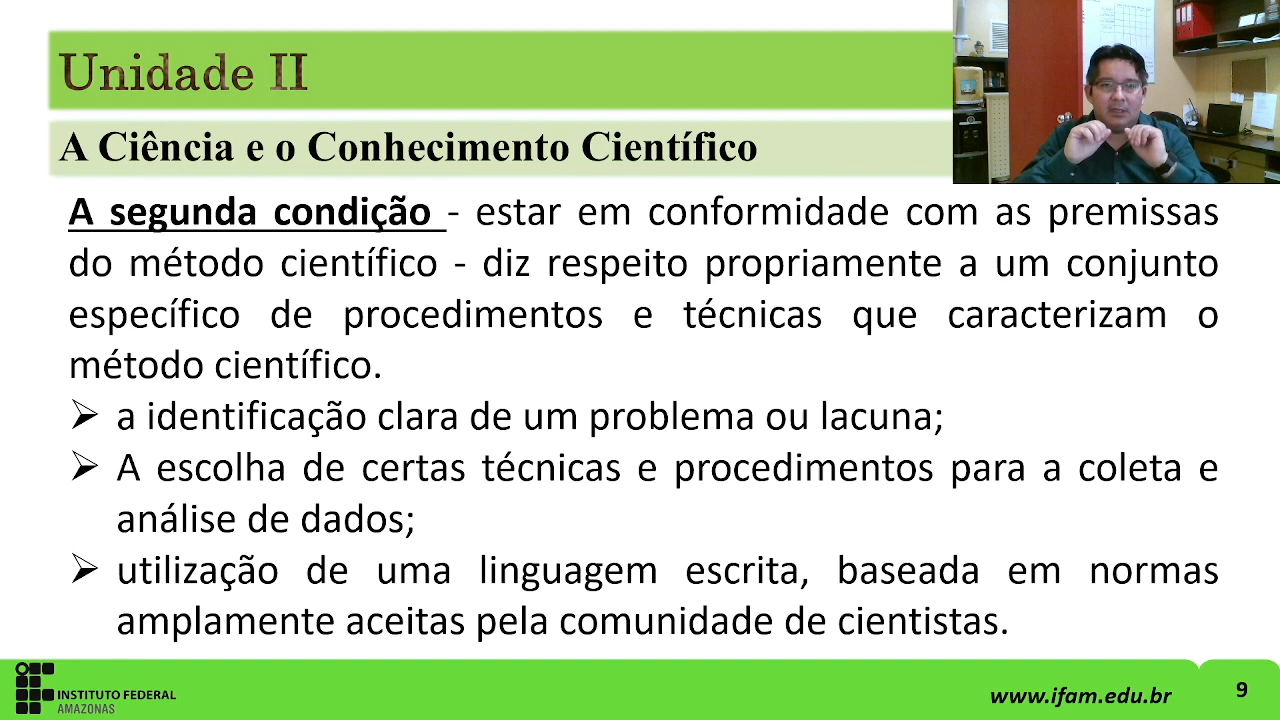 Unidade II
A Ciência e o Conhecimento Científico
A segunda condição - estar em conformidade com as premissas
do método científico - diz respeito propriamente a um conjunto
específico de procedimentos e técnicas que caracterizam o
método científico.
➢ a identificação clara de um problema ou lacuna;
➢ A escolha de certas técnicas e procedimentos para a coleta e
análise de dados;
➢ utilização de uma linguagem escrita, baseada em normas
amplamente aceitas pela comunidade de cientistas.
INSTITUTO FEDERAL
AMAZONAS
www.ifam.edu.br
9